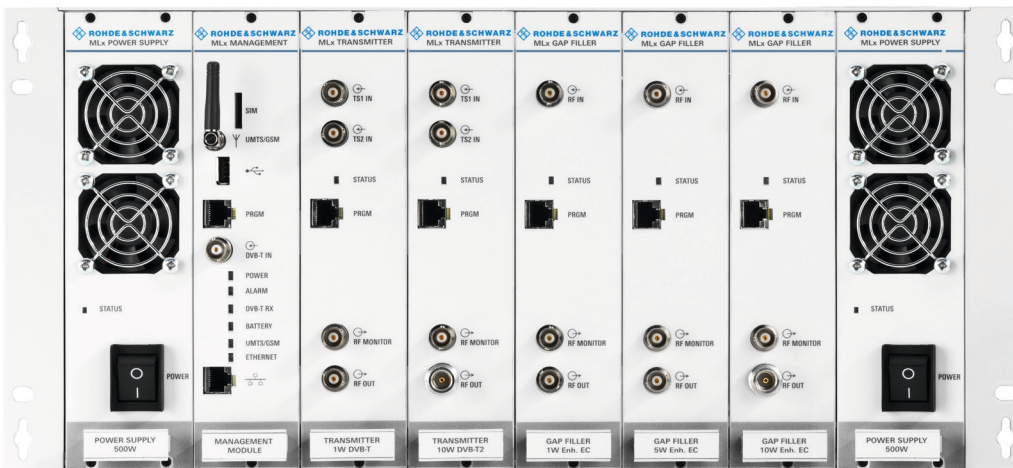 ROHDE & SCHWARZ
MLx POWER SUPPLY
STATUS
POWER
POWER SUPPLY
500W
ROHDE & SCHWARZ
MLx MANAGEMENT
SIM
UMTS/GSM
PRGM
DVB-T IN
POWER
ALARM
DVB-T RX
BATTERY
UMTS/GSM
ETHERNET
MANAGEMENT
MODULE
ROHDE & SCHWARZ
MLx TRANSMITTER
TS1 IN
TS2 IN
STATUS
PRGM
RF MONITOR
RF OUT
TRANSMITTER
1W DVB-T
ROHDE & SCHWARZ
MLx TRANSMITTER
TS1 IN
TS2 IN
STATUS
PRGM
RF MONITOR
RF OUT
TRANSMITTER
10W DVB-T2
ROHDE & SCHWARZ
MLx GAP FILLER
RF IN
STATUS
PRGM
RF MONITOR
RF OUT
GAP FILLER
1W Enh. EC
ROHDE & SCHWARZ
MLx GAP FILLER
RF IN
STATUS
PRGM
RF MONITOR
RF OUT
GAP FILLER
5W Enh. EC
ROHDE & SCHWARZ
MLx GAP FILLER
RF IN
STATUS
PRGM
RF MONITOR
RF OUT
GAP FILLER
10W Enh. EC
ROHDE & SCHWARZ
MLx POWER SUPPLY
STATUS
POWER
POWER SUPPLY
500W